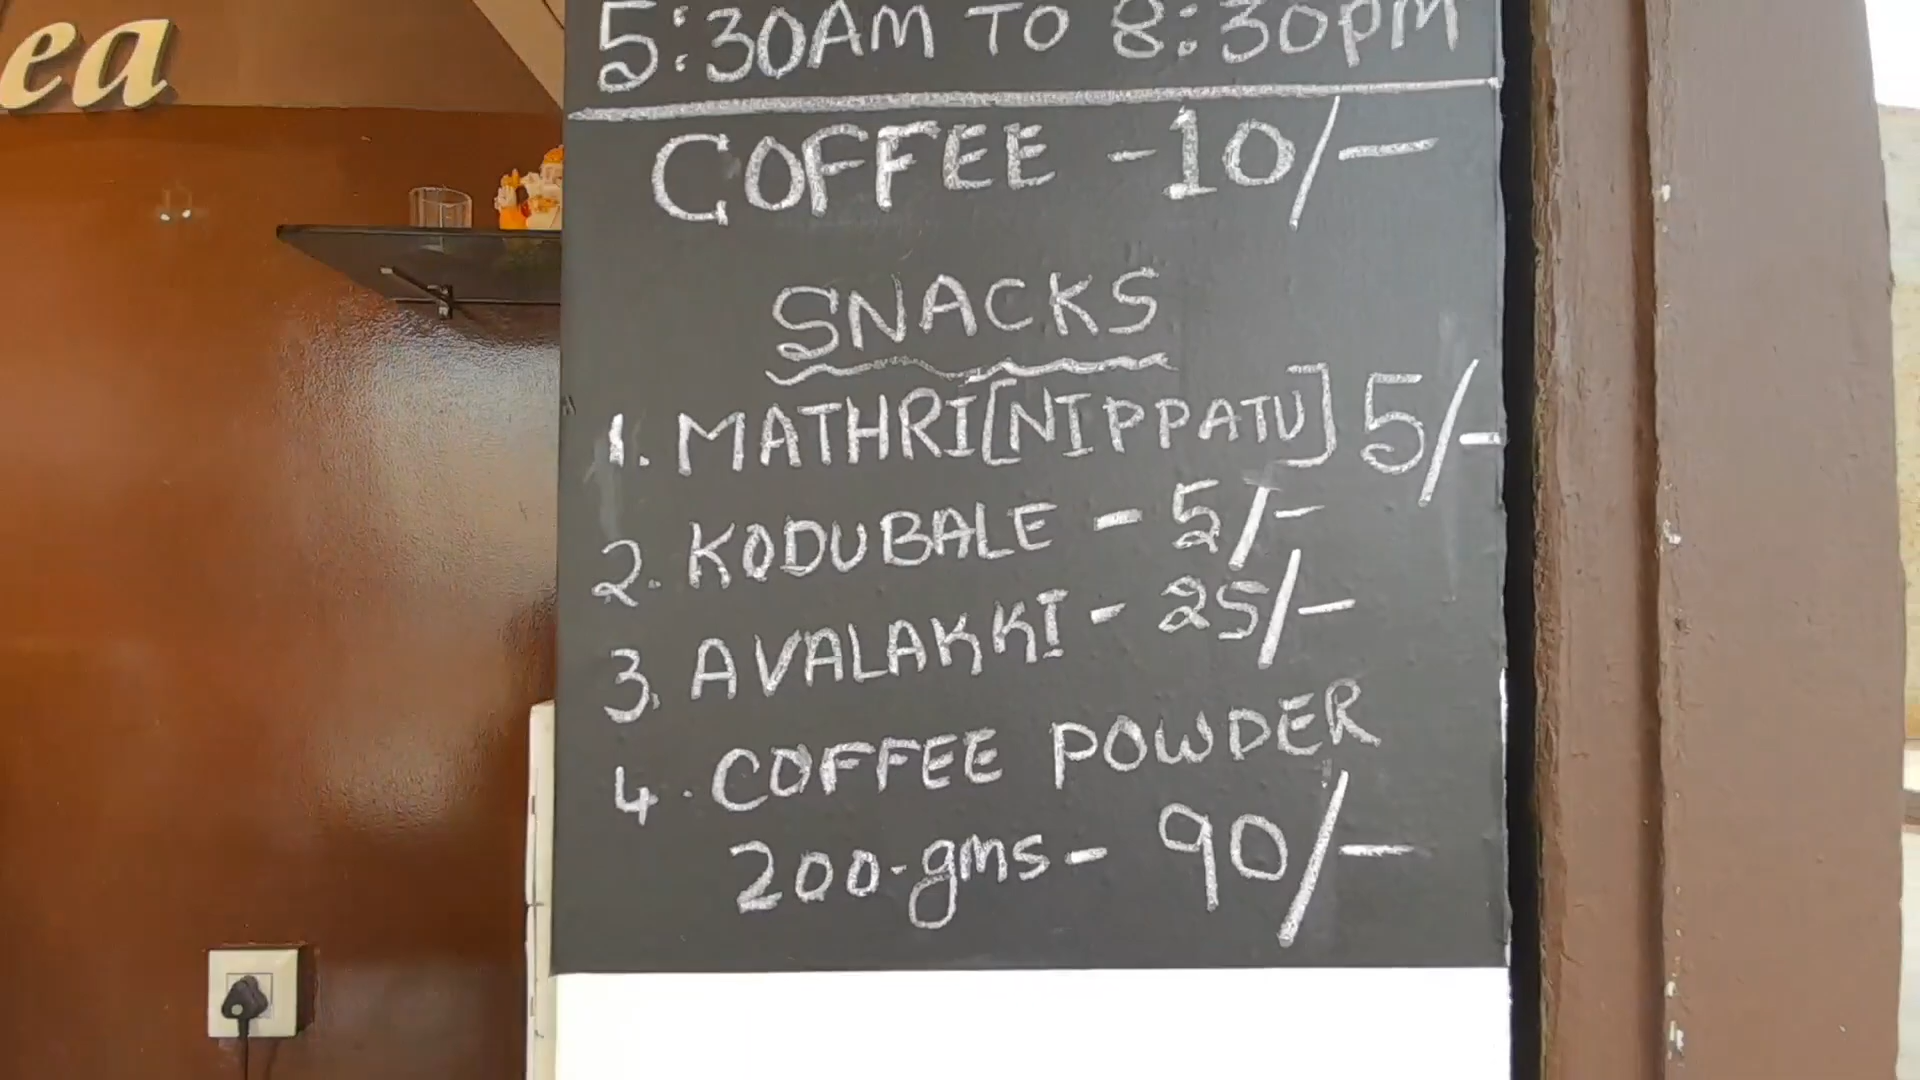 ea
5:30AM TO 8:30PM
COFFEE -10/-
SNACKS
1. MATHRI[NIPPATU] 5/-
2. KODUBALE - 5/-
3. AVALAKKI - 25/-
4. COFFEE POWDER
200-gms- 90/-